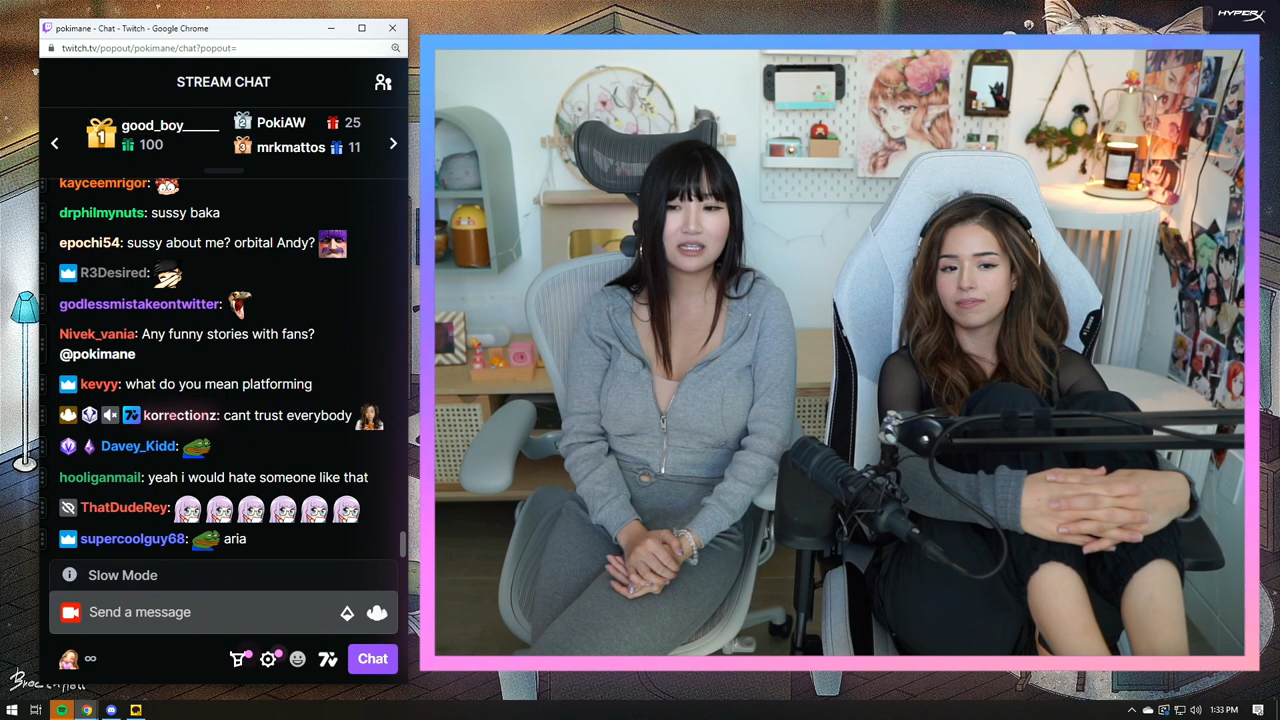 pokimane - Chat - Twitch - Google Chrome
twitch.tv/popout/pokimane/chat?popout=
STREAM CHAT
1 good_boy_____ 100
2 PokiAW 25
3 mrkmattos 11
kayceemrigor:
drphilmynuts: sussy baka
epochi54: sussy about me? orbital Andy?
R3Desired:
godlessmistakeontwitter:
Nivek_vania: Any funny stories with fans?
@pokimane
kevyy: what do you mean platforming
korrectionz: cant trust everybody
Davey_Kidd:
hooliganmail: yeah i would hate someone like that
ThatDudeRey:
supercoolguy68: aria
Slow Mode
Send a message
∞
Chat
HYPERX
1:33 PM